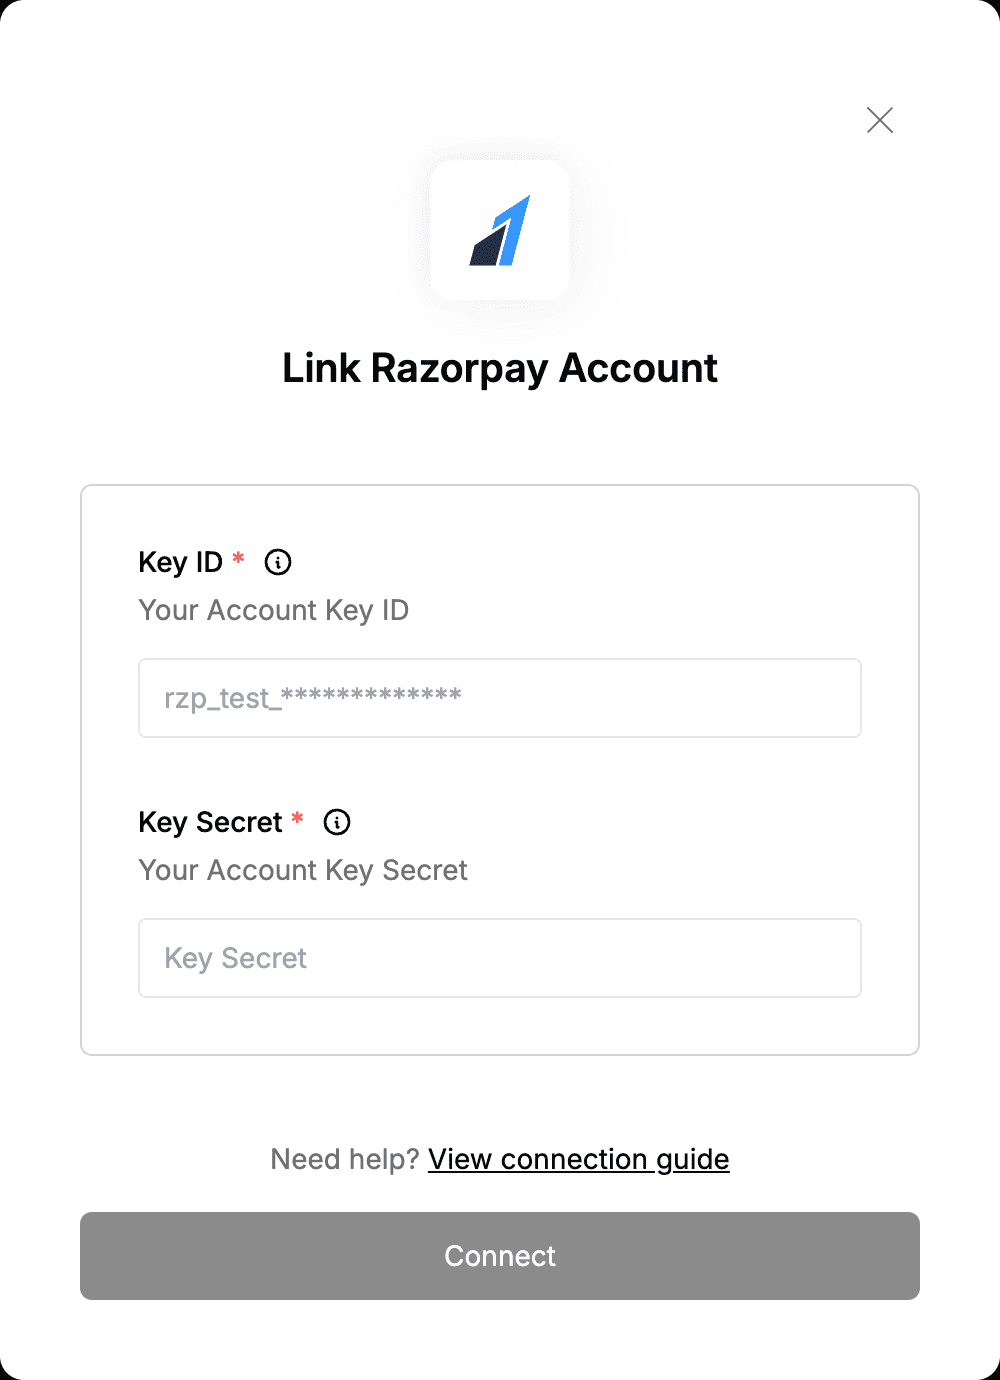 Link Razorpay Account
Key ID *
Your Account Key ID
rzp_test_*************
Key Secret *
Your Account Key Secret
Key Secret
Need help? View connection guide
Connect